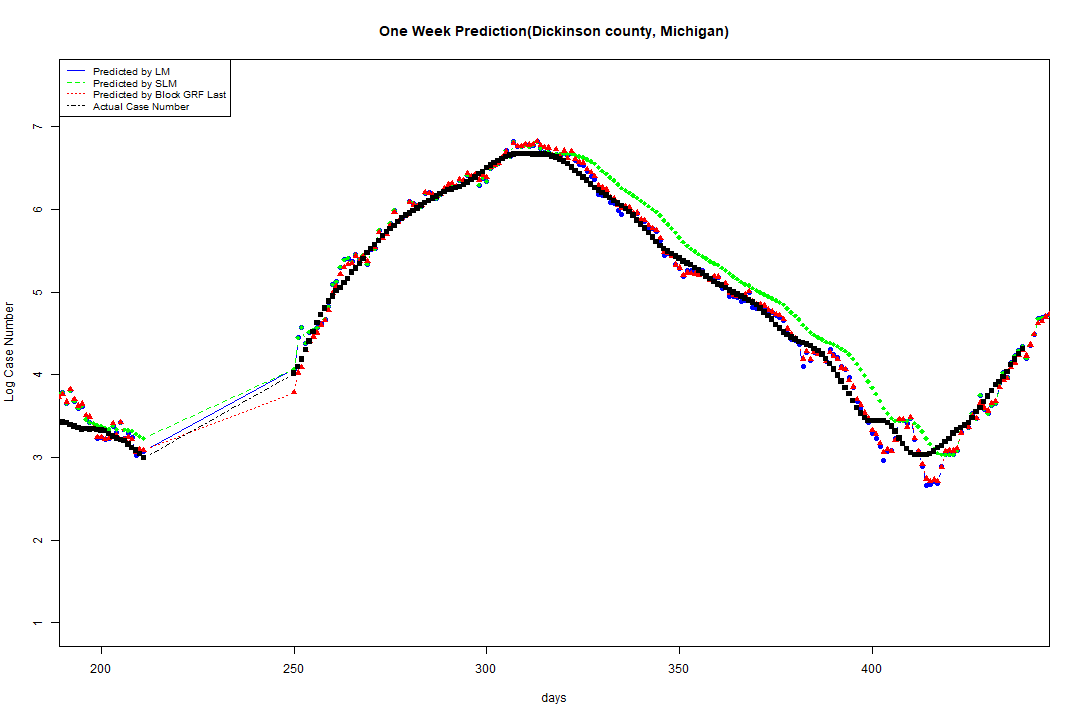 One Week Prediction(Dickinson county, Michigan)
Predicted by LM
Predicted by SLM
Predicted by Block GRF Last
Actual Case Number
Log Case Number
7
6
5
4
3
2
1
200 250 300 350 400
days